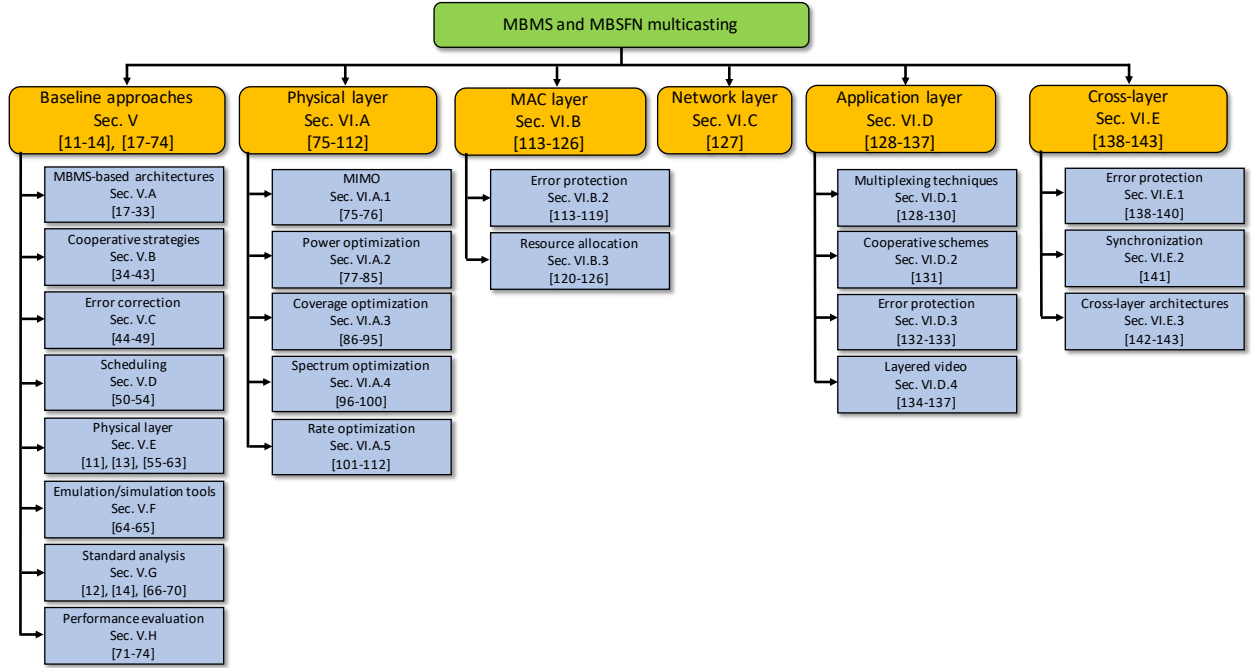 MBMS and MBSFN multicasting
Baseline approaches
Sec. V
[11-14], [17-74]
Physical layer
Sec. VI.A
[75-112]
MAC layer
Sec. VI.B
[113-126]
Network layer
Sec. VI.C
[127]
Application layer
Sec. VI.D
[128-137]
Cross-layer
Sec. VI.E
[138-143]
MBMS-based architectures
Sec. V.A
[17-33]
Cooperative strategies
Sec. V.B
[34-43]
Error correction
Sec. V.C
[44-49]
Scheduling
Sec. V.D
[50-54]
Physical layer
Sec. V.E
[11], [13], [55-63]
Emulation/simulation tools
Sec. V.F
[64-65]
Standard analysis
Sec. V.G
[12], [14], [66-70]
Performance evaluation
Sec. V.H
[71-74]
MIMO
Sec. VI.A.1
[75-76]
Power optimization
Sec. VI.A.2
[77-85]
Coverage optimization
Sec. VI.A.3
[86-95]
Spectrum optimization
Sec. VI.A.4
[96-100]
Rate optimization
Sec. VI.A.5
[101-112]
Error protection
Sec. VI.B.2
[113-119]
Resource allocation
Sec. VI.B.3
[120-126]
Multiplexing techniques
Sec. VI.D.1
[128-130]
Cooperative schemes
Sec. VI.D.2
[131]
Error protection
Sec. VI.D.3
[132-133]
Layered video
Sec. VI.D.4
[134-137]
Error protection
Sec. VI.E.1
[138-140]
Synchronization
Sec. VI.E.2
[141]
Cross-layer architectures
Sec. VI.E.3
[142-143]